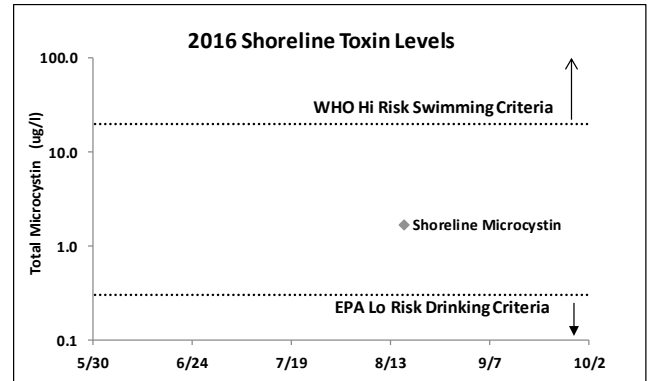 2016 Shoreline Toxin Levels
Total Microcystin (ug/l)
100.0
10.0
1.0
0.1
WHO Hi Risk Swimming Criteria
Shoreline Microcystin
EPA Lo Risk Drinking Criteria
5/30 6/24 7/19 8/13 9/7 10/2